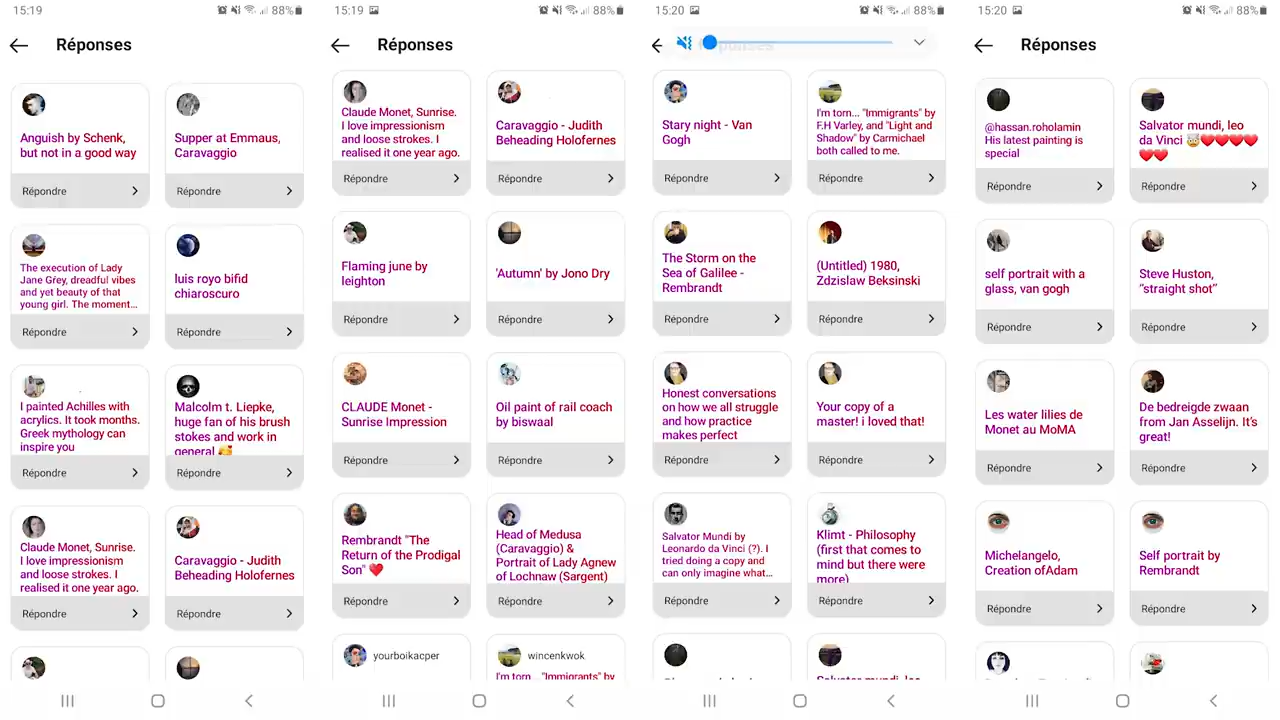 15:19
88%
Réponses
Anguish by Schenk,
but not in a good way
Répondre
Supper at Emmaus,
Caravaggio
Répondre
The execution of Lady
Jane Grey, dreadful vibes
and yet beauty of that
young girl. The moment...
Répondre
luis royo bifid
chiaroscuro
Répondre
I painted Achilles with
acrylics. It took months.
Greek mythology can
inspire you
Répondre
Malcolm t. Liepke,
huge fan of his brush
stokes and work in
general 🥰
Répondre
Claude Monet, Sunrise.
I love impressionism
and loose strokes. I
realised it one year ago.
Répondre
Caravaggio - Judith
Beheading Holofernes
Répondre
15:19
88%
Réponses
Claude Monet, Sunrise.
I love impressionism
and loose strokes. I
realised it one year ago.
Répondre
Caravaggio - Judith
Beheading Holofernes
Répondre
Flaming june by
leighton
Répondre
'Autumn' by Jono Dry
Répondre
CLAUDE Monet -
Sunrise Impression
Répondre
Oil paint of rail coach
by biswaal
Répondre
Rembrandt "The
Return of the Prodigal
Son" ❤️
Répondre
Head of Medusa
(Caravaggio) &
Portrait of Lady Agnew
of Lochnaw (Sargent)
Répondre
yourboikacper
wincenkwok
I'm torn... "Immigrants" by
15:20
88%
Réponses
Stary night - Van
Gogh
Répondre
I'm torn... "Immigrants" by
F.H Varley, and "Light and
Shadow" by Carmichael
both called to me.
Répondre
The Storm on the
Sea of Galilee -
Rembrandt
Répondre
(Untitled) 1980,
Zdzislaw Beksinski
Répondre
Honest conversations
on how we all struggle
and how practice
makes perfect
Répondre
Your copy of a
master! i loved that!
Répondre
Salvator Mundi by
Leonardo da Vinci (?). I
tried doing a copy and
can only imagine what...
Répondre
Klimt - Philosophy
(first that comes to
mind but there were
more)
Répondre
Salvator mundi, leo
15:20
88%
Réponses
@hassan.roholamin
His latest painting is
special
Répondre
Salvator mundi, leo
da Vinci 🤯❤️❤️❤️❤️
❤️❤️
Répondre
self portrait with a
glass, van gogh
Répondre
Steve Huston,
“straight shot”
Répondre
Les water lilies de
Monet au MoMA
Répondre
De bedreigde zwaan
from Jan Asselijn. It's
great!
Répondre
Michelangelo,
Creation ofAdam
Répondre
Self portrait by
Rembrandt
Répondre